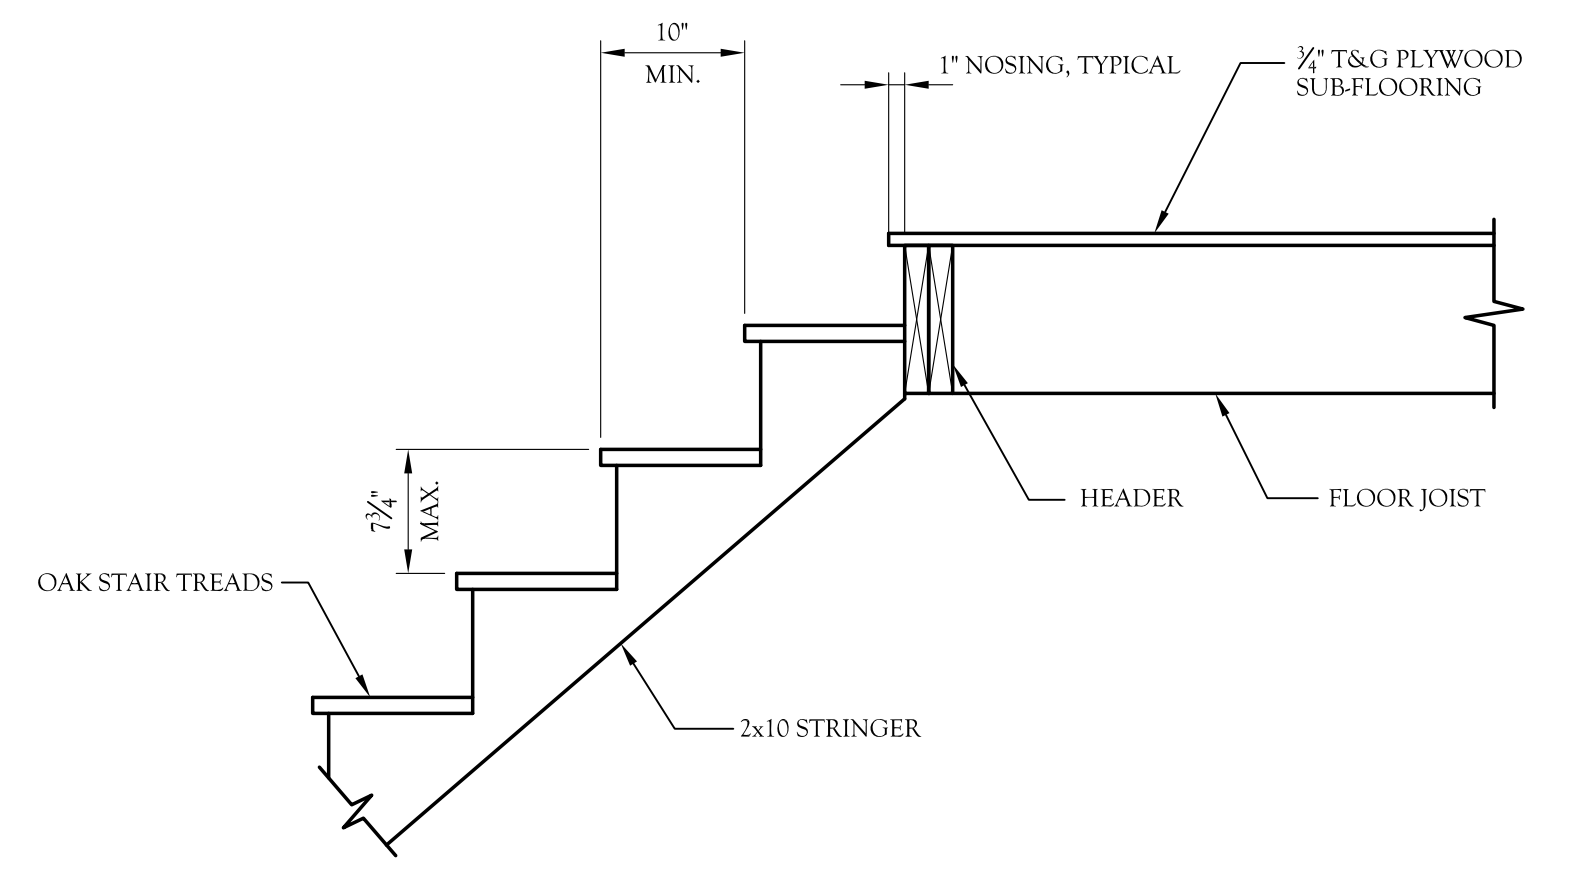 10"
MIN.
1" NOSING, TYPICAL
¾" T&G PLYWOOD
SUB-FLOORING
7¾"
MAX.
HEADER
FLOOR JOIST
OAK STAIR TREADS
2x10 STRINGER